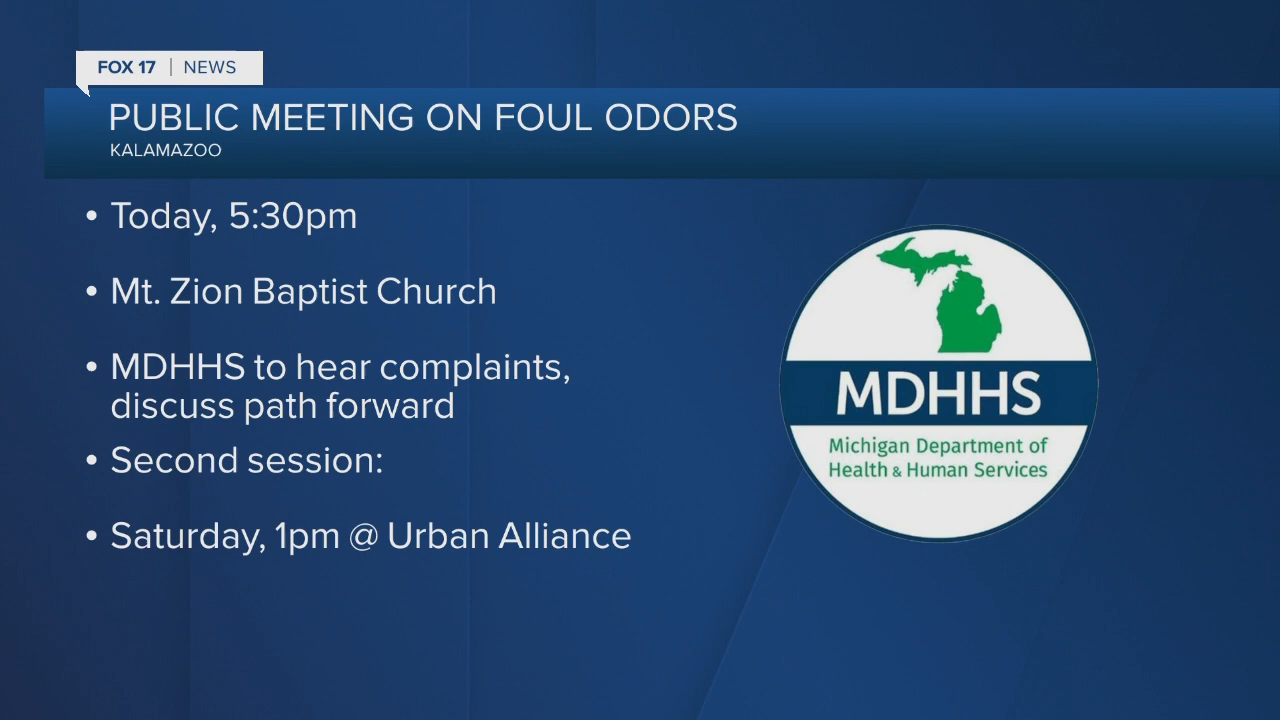 FOX 17 | NEWS
PUBLIC MEETING ON FOUL ODORS
KALAMAZOO
• Today, 5:30pm
• Mt. Zion Baptist Church
• MDHHS to hear complaints,
discuss path forward
• Second session:
• Saturday, 1pm @ Urban Alliance
MDHHS
Michigan Department of
Health & Human Services